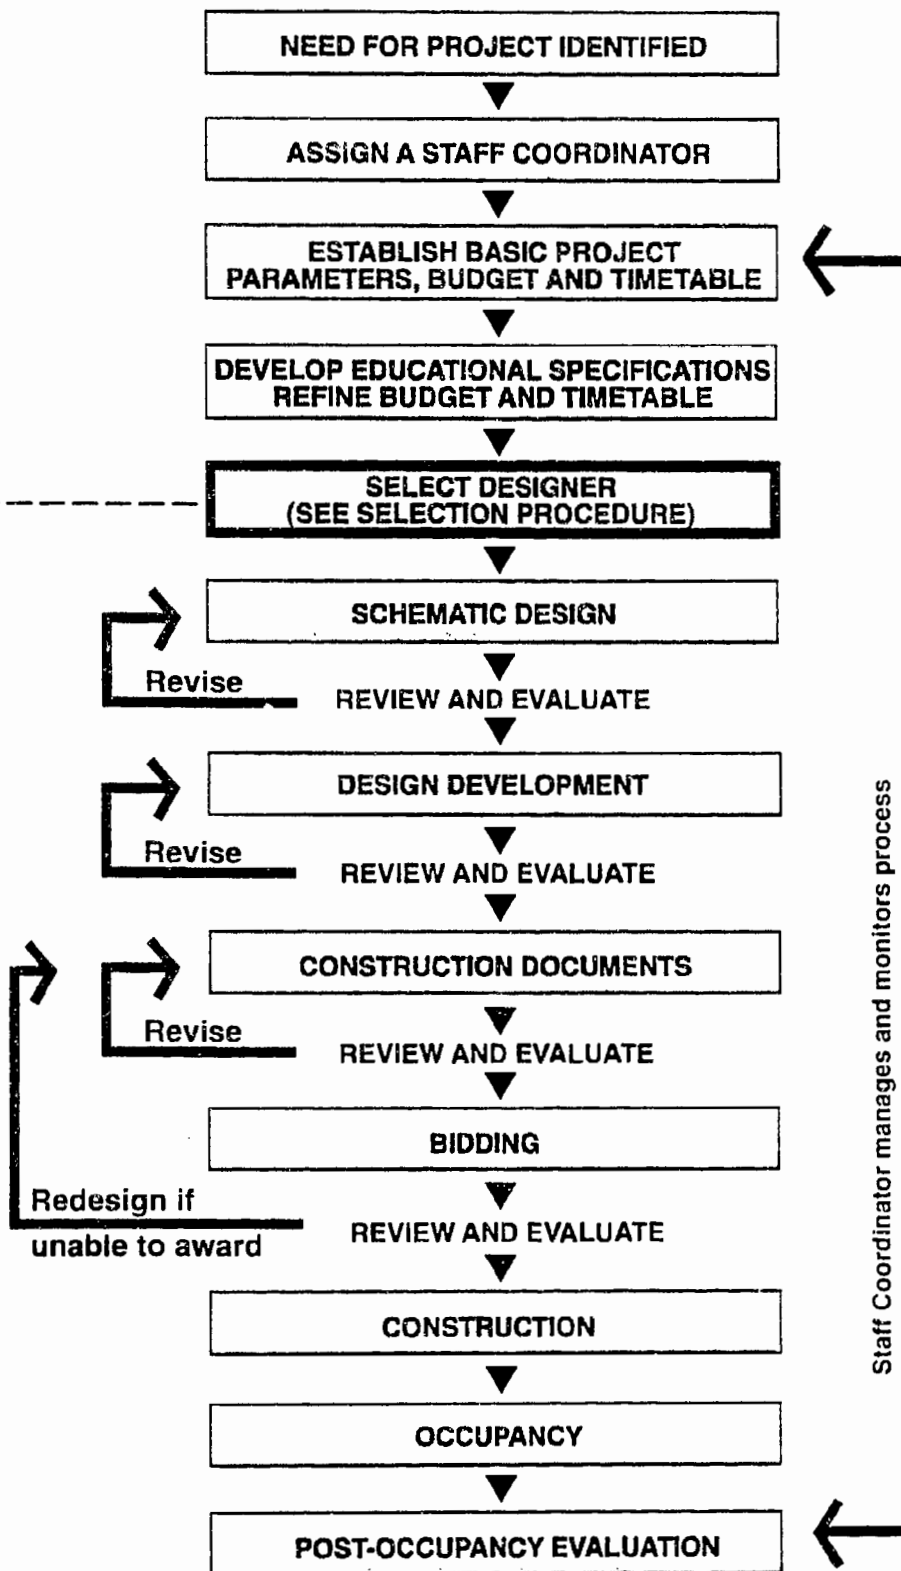 NEED FOR PROJECT IDENTIFIED
ASSIGN A STAFF COORDINATOR
ESTABLISH BASIC PROJECT
PARAMETERS, BUDGET AND TIMETABLE
DEVELOP EDUCATIONAL SPECIFICATIONS
REFINE BUDGET AND TIMETABLE
SELECT DESIGNER
(SEE SELECTION PROCEDURE)
SCHEMATIC DESIGN
Revise
REVIEW AND EVALUATE
DESIGN DEVELOPMENT
Revise
REVIEW AND EVALUATE
CONSTRUCTION DOCUMENTS
Revise
REVIEW AND EVALUATE
BIDDING
Redesign if
unable to award
REVIEW AND EVALUATE
CONSTRUCTION
OCCUPANCY
POST-OCCUPANCY EVALUATION
Staff Coordinator manages and monitors process